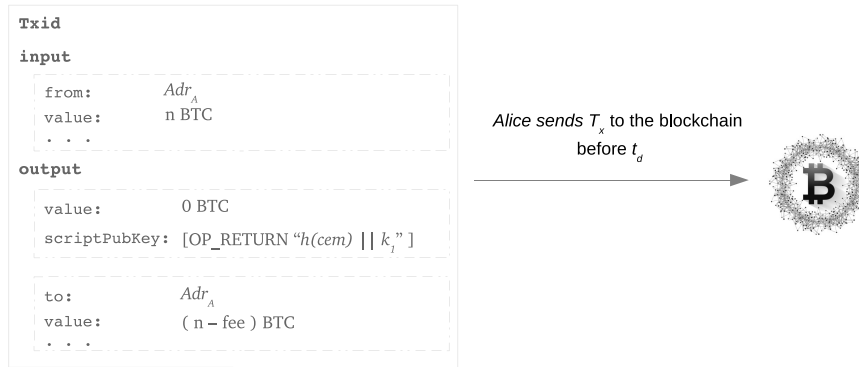 Txid
input
from: Adr_A
value: n BTC
. . .
output
value: 0 BTC
scriptPubKey: [OP_RETURN “h(cem) || k_1” ]
to: Adr_A
value: ( n – fee ) BTC
. . .
Alice sends T_x to the blockchain
before t_d